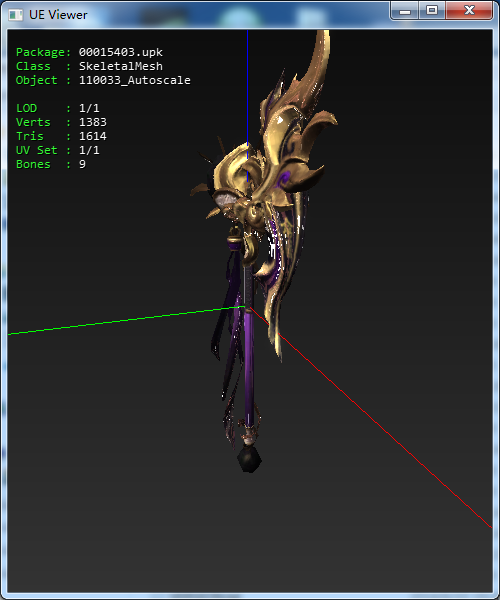 UE Viewer
Package: 00015403.upk
Class : SkeletalMesh
Object : 110033_Autoscale
LOD : 1/1
Verts : 1383
Tris : 1614
UV Set : 1/1
Bones : 9